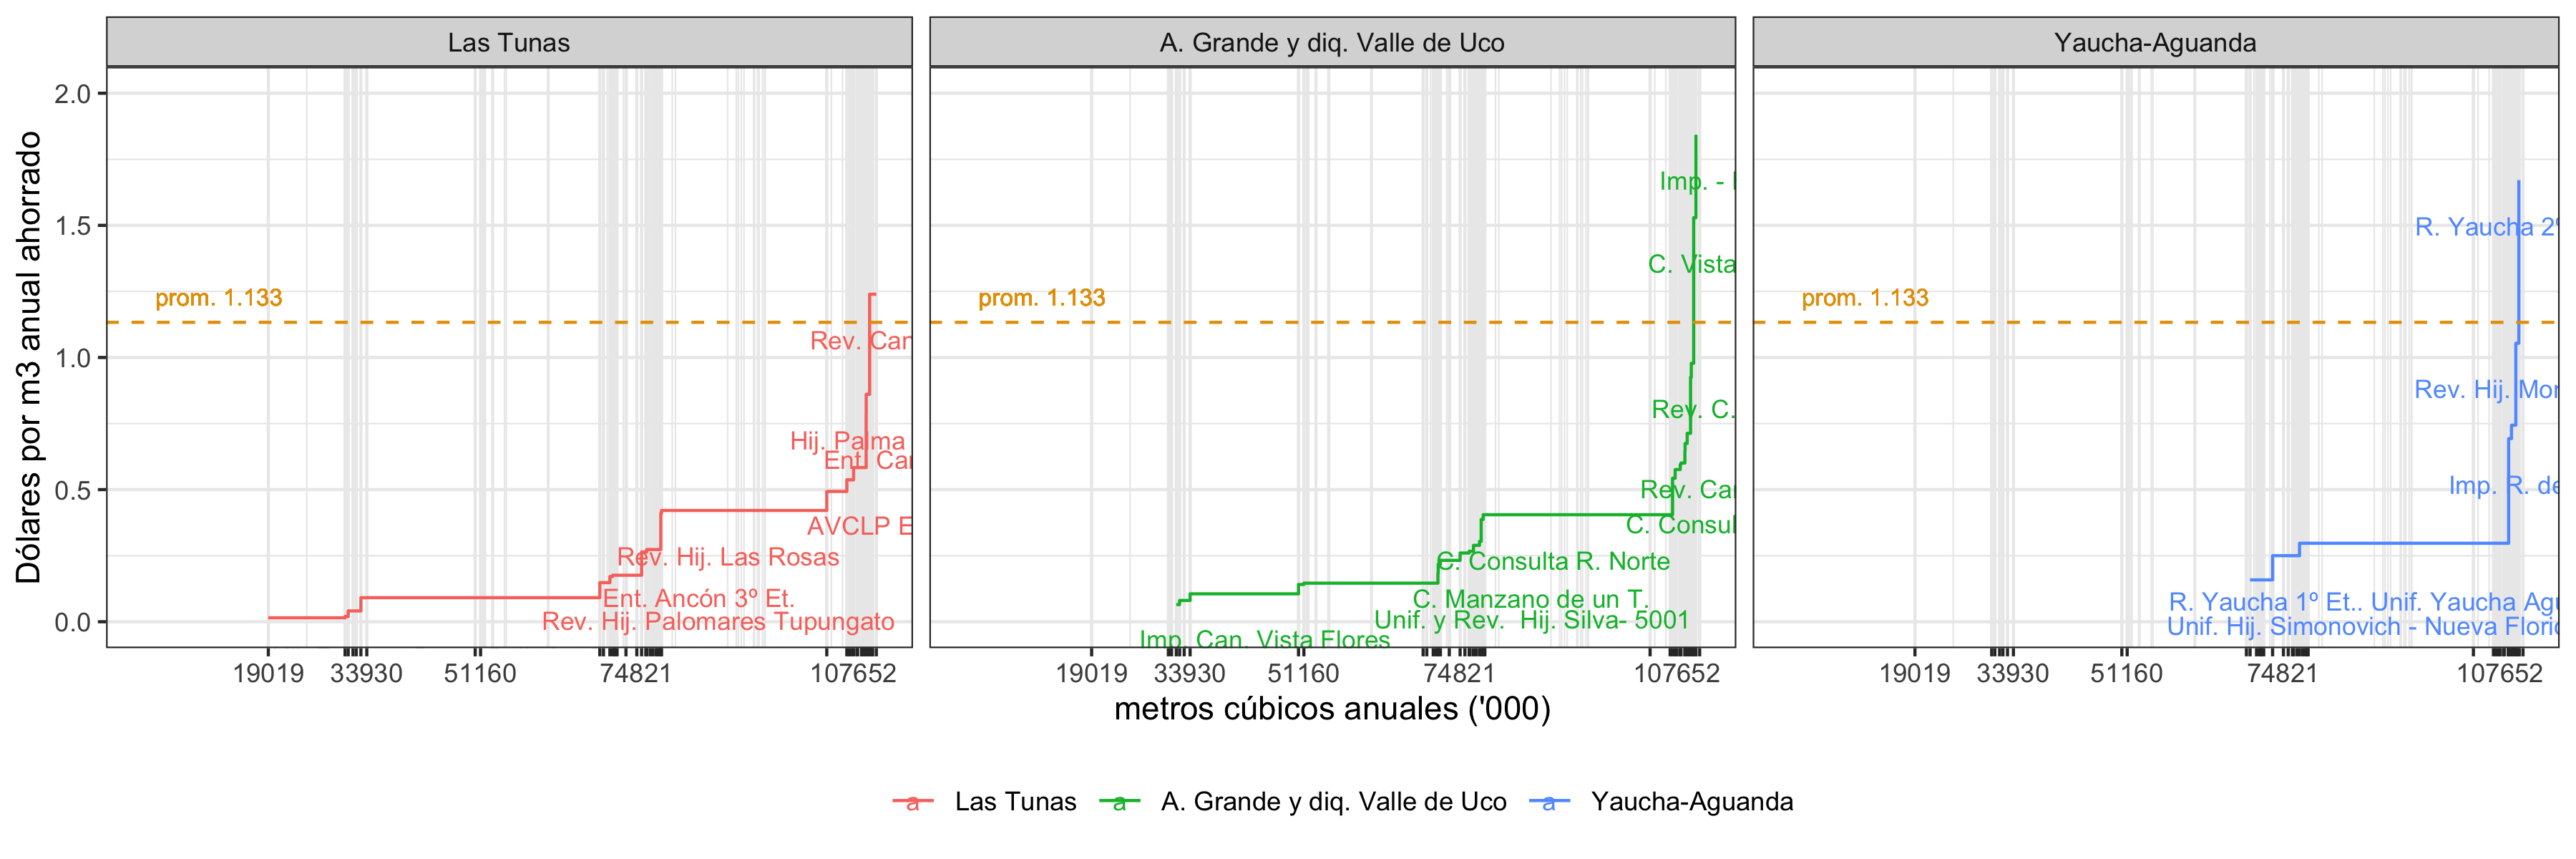 Las Tunas
A. Grande y diq. Valle de Uco
Yaucha-Aguanda
Dólares por m3 anual ahorrado
2.0
1.5
1.0
0.5
0.0
prom. 1.133
Rev. Can
Hij. Palma
Ent. Car
AVCLP E
Rev. Hij. Las Rosas
Ent. Ancón 3º Et.
Rev. Hij. Palomares Tupungato
prom. 1.133
Imp. -
C. Vista
Rev. C.
Rev. Car
C. Consul
C. Consulta R. Norte
C. Manzano de un T.
Unif. y Rev.  Hij. Silva- 5001
Imp. Can. Vista Flores
prom. 1.133
R. Yaucha 2º
Rev. Hij. Mor
Imp. R. de
R. Yaucha 1º Et.. Unif. Yaucha Agu
Unif. Hij. Simonovich - Nueva Flori
19019 33930 51160 74821 107652
19019 33930 51160 74821 107652
19019 33930 51160 74821 107652
metros cúbicos anuales ('000)
a Las Tunas a A. Grande y diq. Valle de Uco a Yaucha-Aguanda